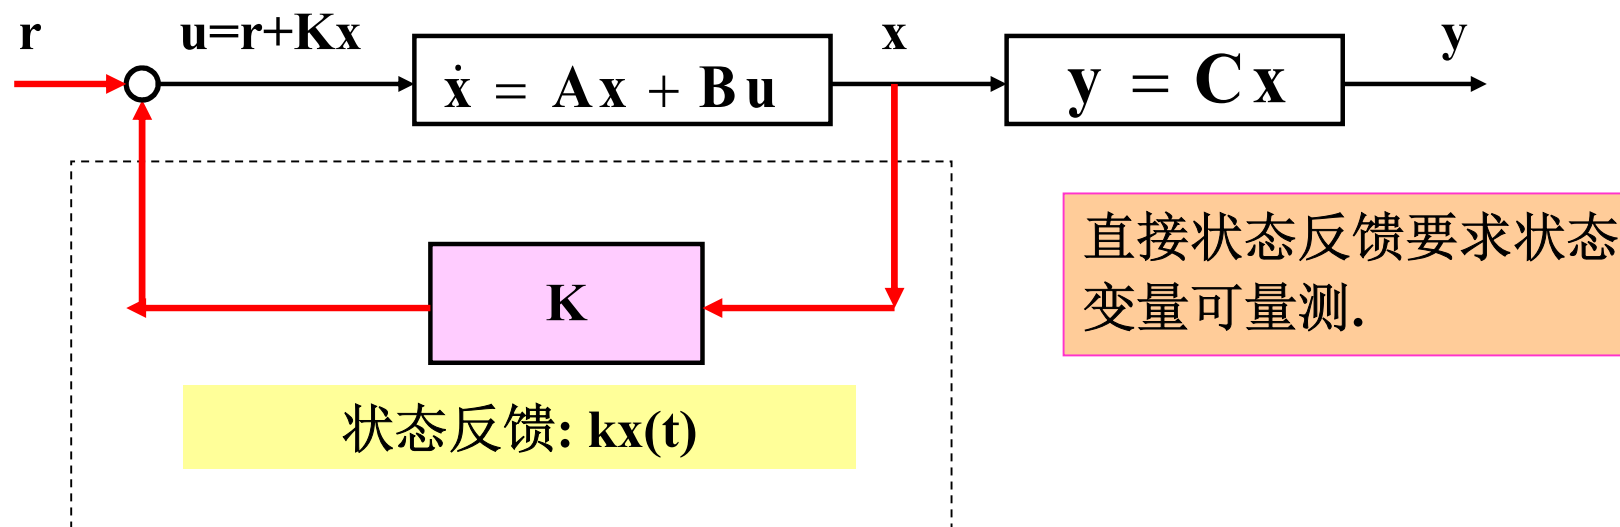 r
u=r+Kx
ẋ = Ax + Bu
x
y = Cx
y
K
直接状态反馈要求状态
变量可量测.
状态反馈: kx(t)